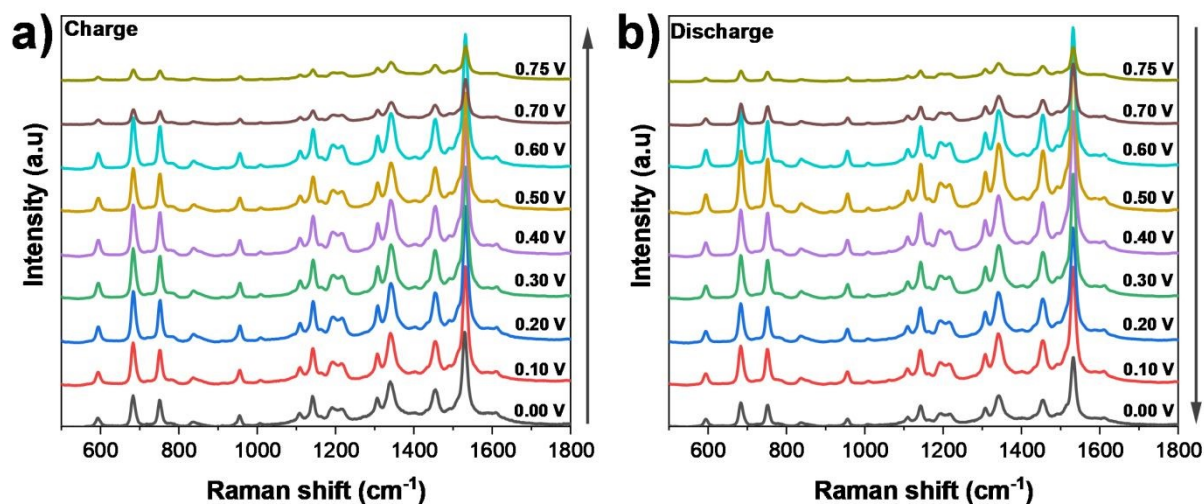 a)
Charge
0.75 V
0.70 V
0.60 V
0.50 V
0.40 V
0.30 V
0.20 V
0.10 V
0.00 V
Intensity (a.u)
600 800 1000 1200 1400 1600 1800
Raman shift (cm⁻¹)
b)
Discharge
0.75 V
0.70 V
0.60 V
0.50 V
0.40 V
0.30 V
0.20 V
0.10 V
0.00 V
Intensity (a.u)
600 800 1000 1200 1400 1600 1800
Raman shift (cm⁻¹)